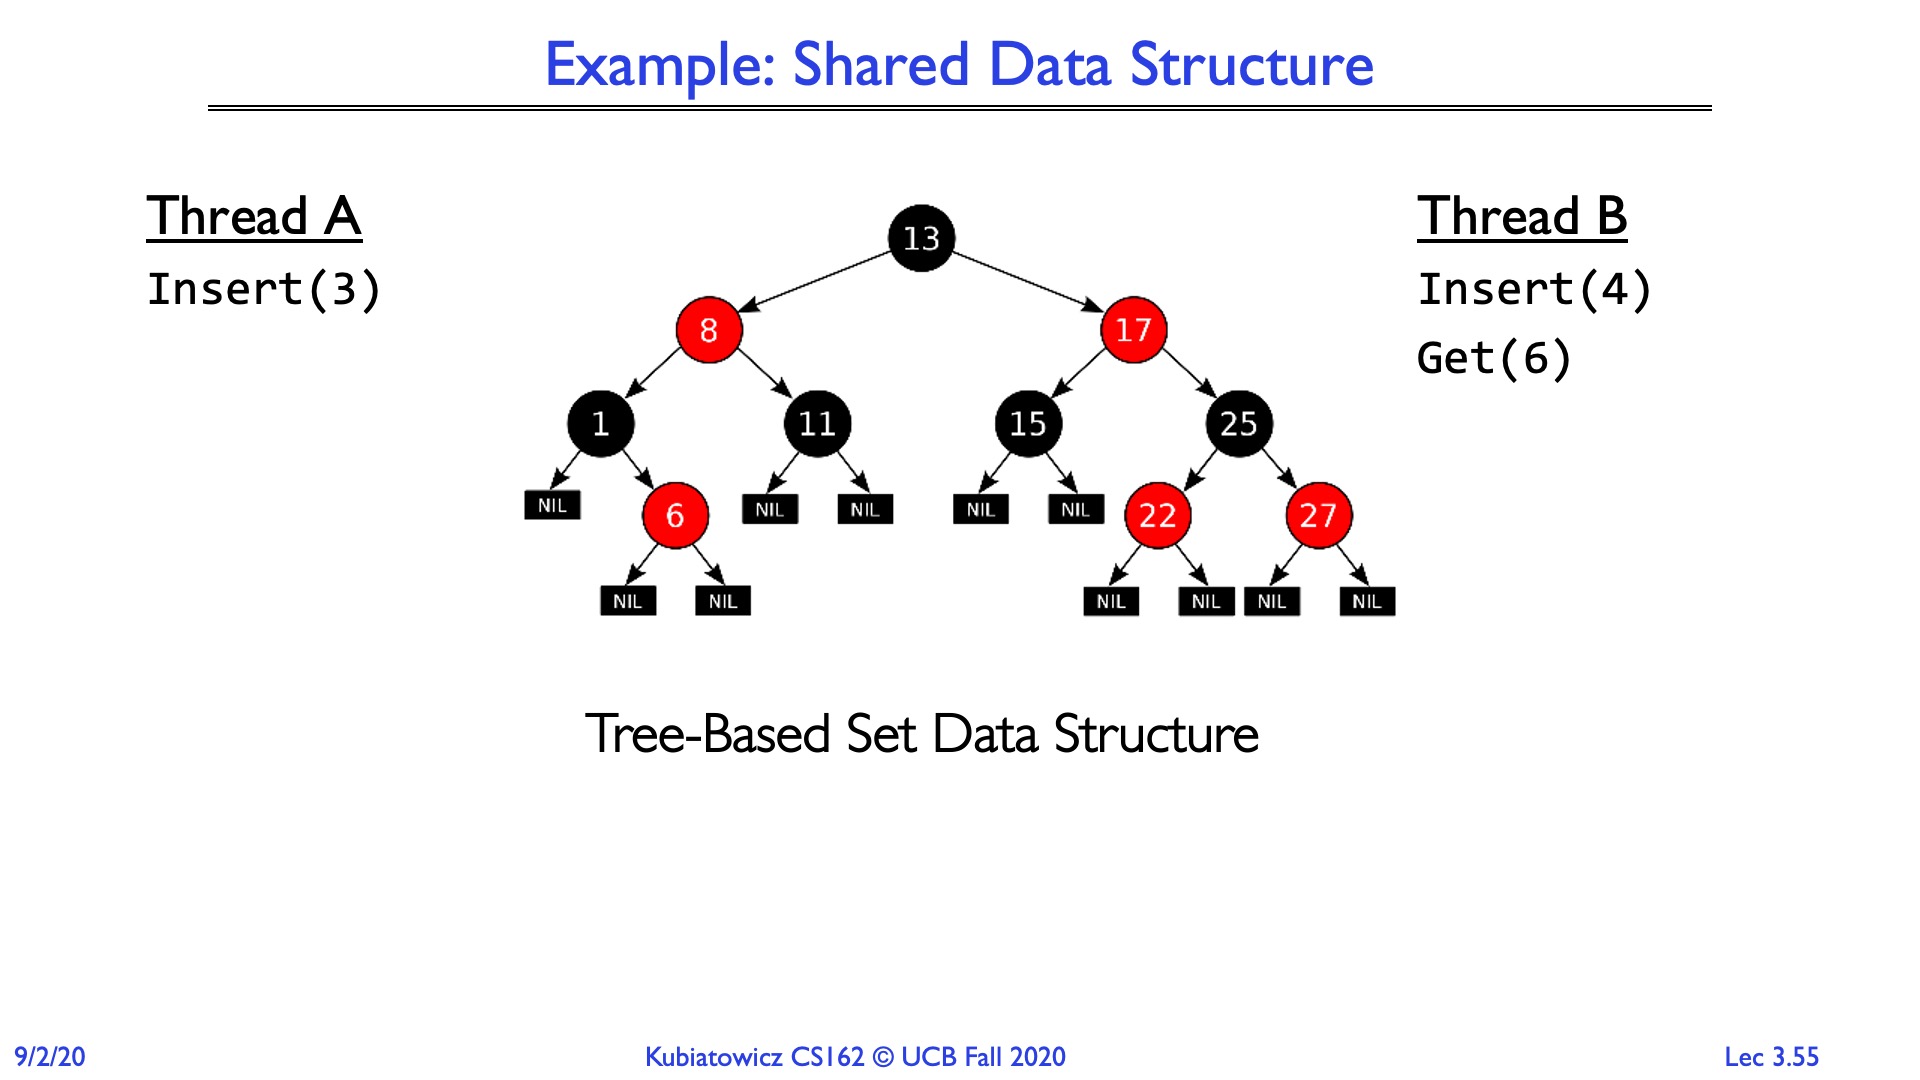 Example: Shared Data Structure
Thread A
Insert(3)
Thread B
Insert(4)
Get(6)
13
8
17
1
11
15
25
NIL
6
NIL
NIL
NIL
NIL
22
27
NIL
NIL
NIL
NIL
NIL
NIL
Tree-Based Set Data Structure
9/2/20
Kubiatowicz CS162 © UCB Fall 2020
Lec 3.55